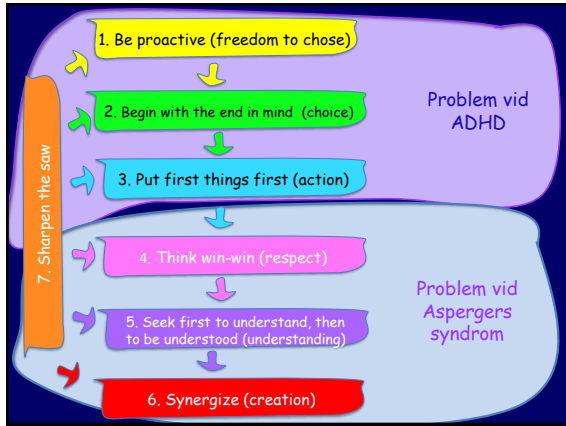 1. Be proactive (freedom to chose)
2. Begin with the end in mind (choice)
3. Put first things first (action)
Problem vid
ADHD
7. Sharpen the saw
4. Think win-win (respect)
5. Seek first to understand, then
to be understood (understanding)
6. Synergize (creation)
Problem vid
Aspergers
syndrom